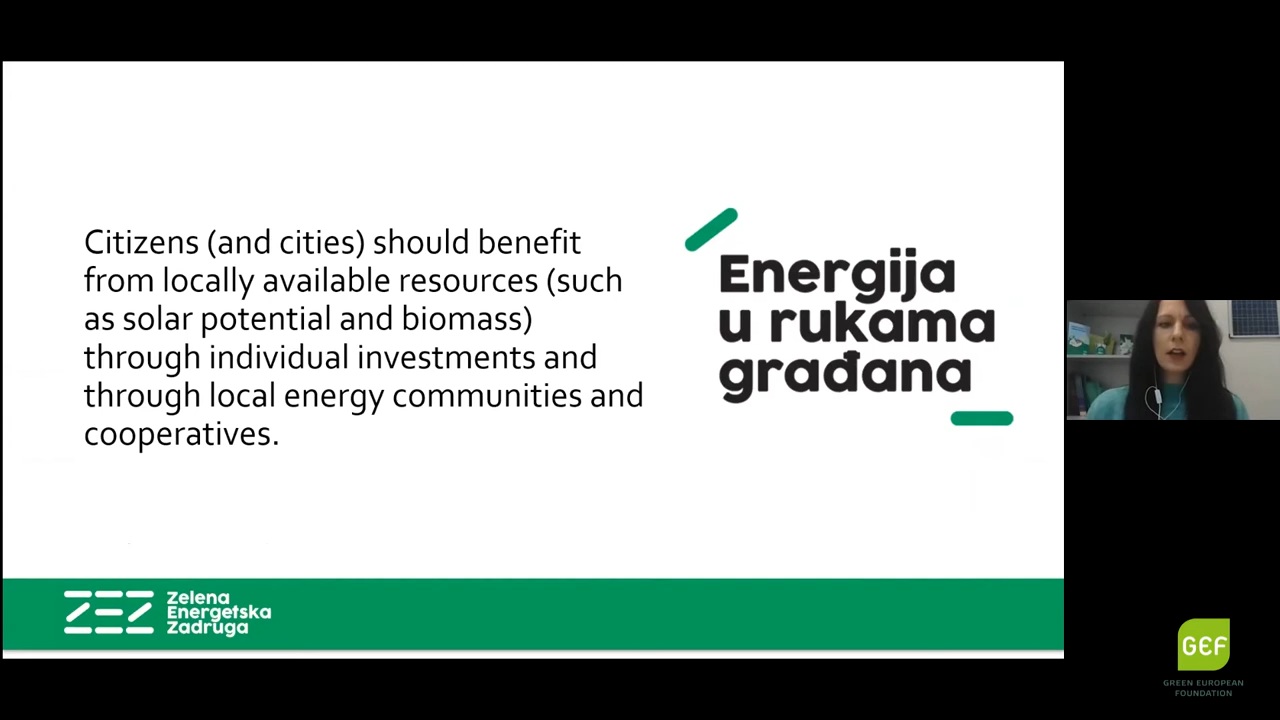 Citizens (and cities) should benefit
from locally available resources (such
as solar potential and biomass)
through individual investments and
through local energy communities and
cooperatives.
Energija
u rukama
građana
ZEZ
Zelena
Energetska
Zadruga
GEF
GREEN EUROPEAN
FOUNDATION